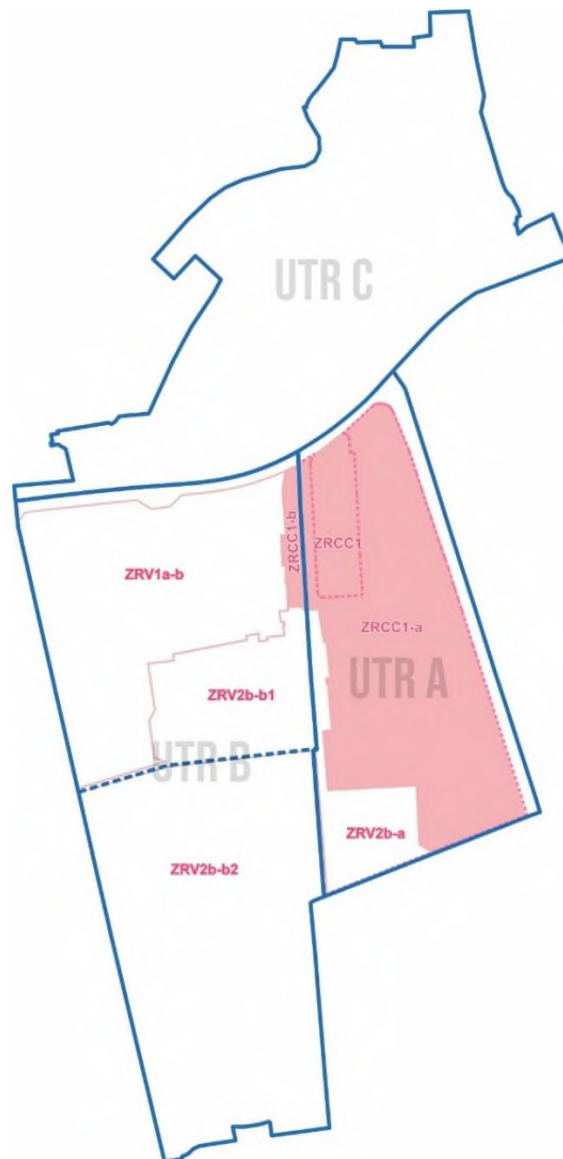 UTR C
ZRCC1-b
ZRCC1
ZRV1a-b
ZRCC1-a
UTR A
ZRV2b-b1
UTR B
ZRV2b-a
ZRV2b-b2